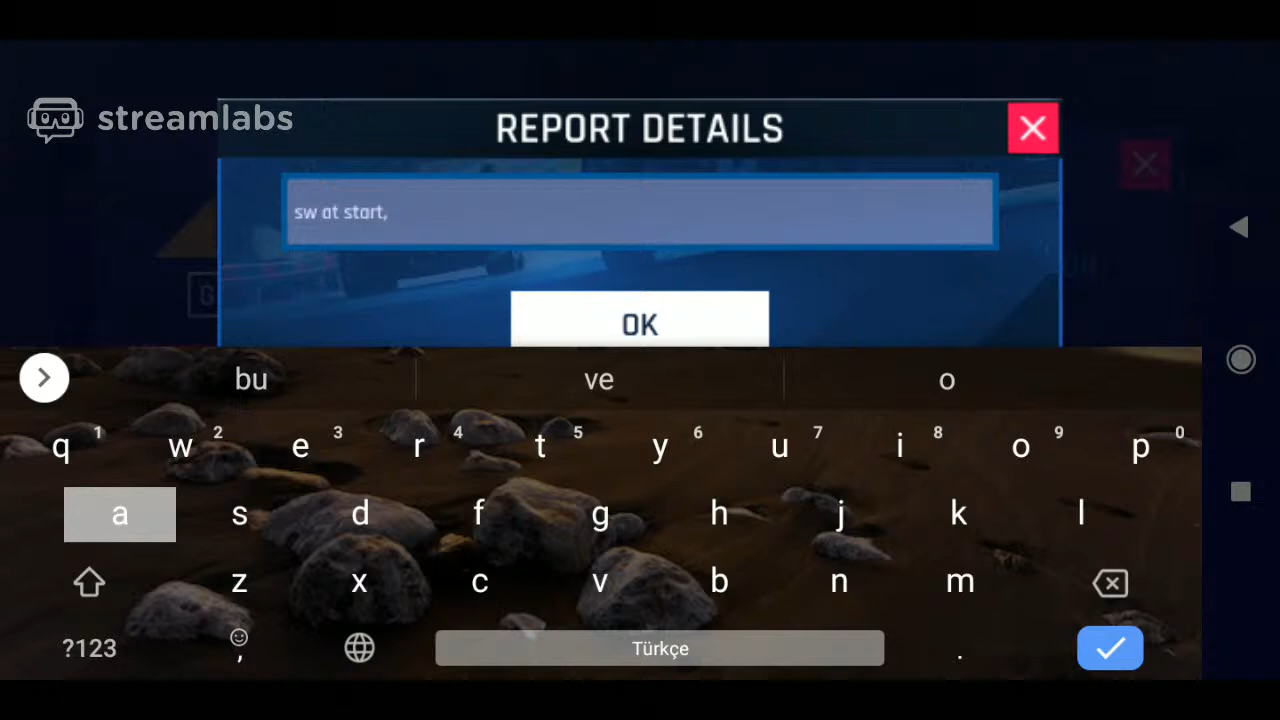 streamlabs
REPORT DETAILS
sw at start,
OK
bu ve o
q 1 w 2 e 3 r 4 t 5 y 6 u 7 i 8 o 9 p 0
a s d f g h j k l
z x c v b n m
?123 , Türkçe .